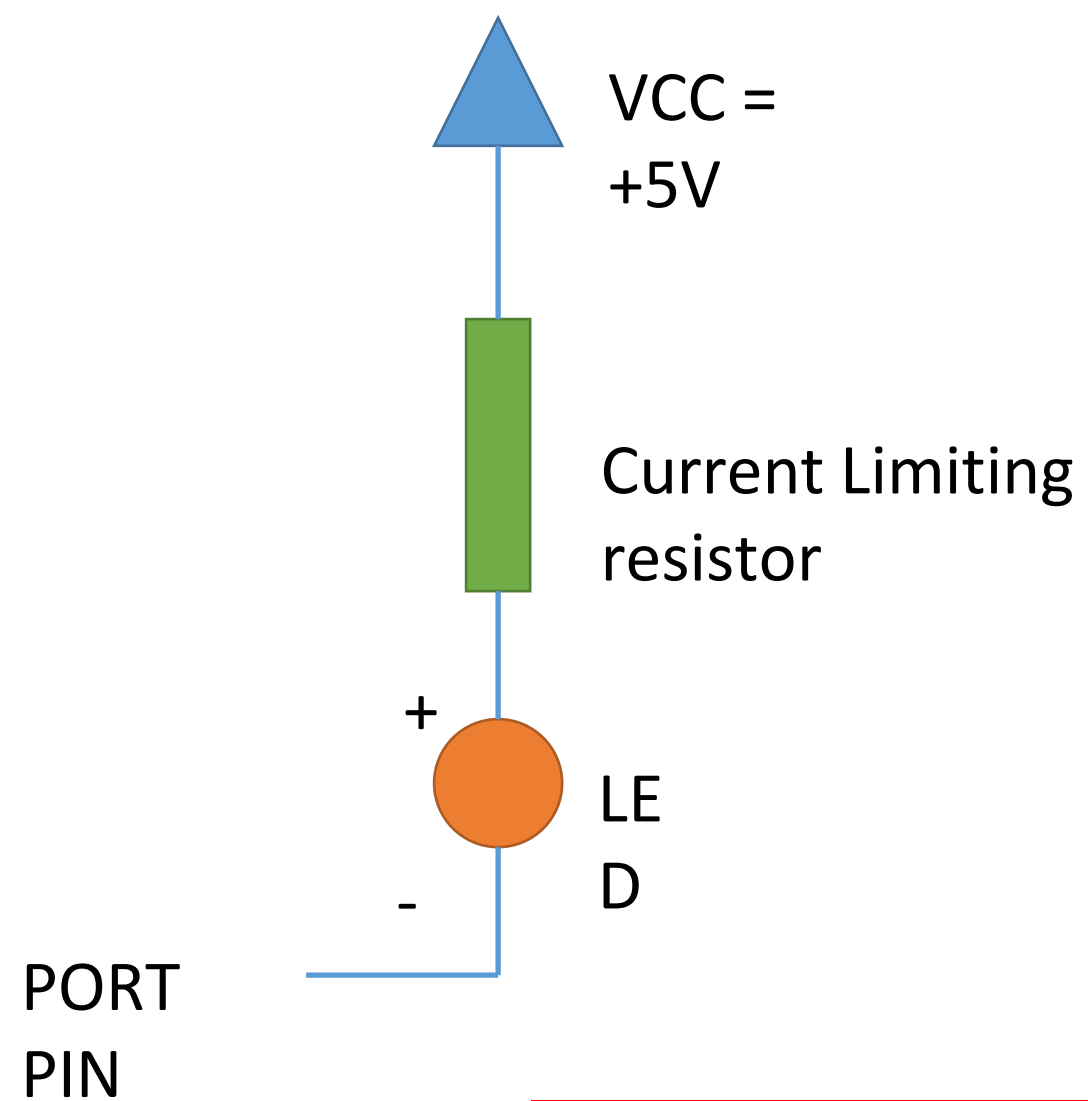 VCC =
+5V
Current Limiting
resistor
+
LE
D
-
PORT
PIN